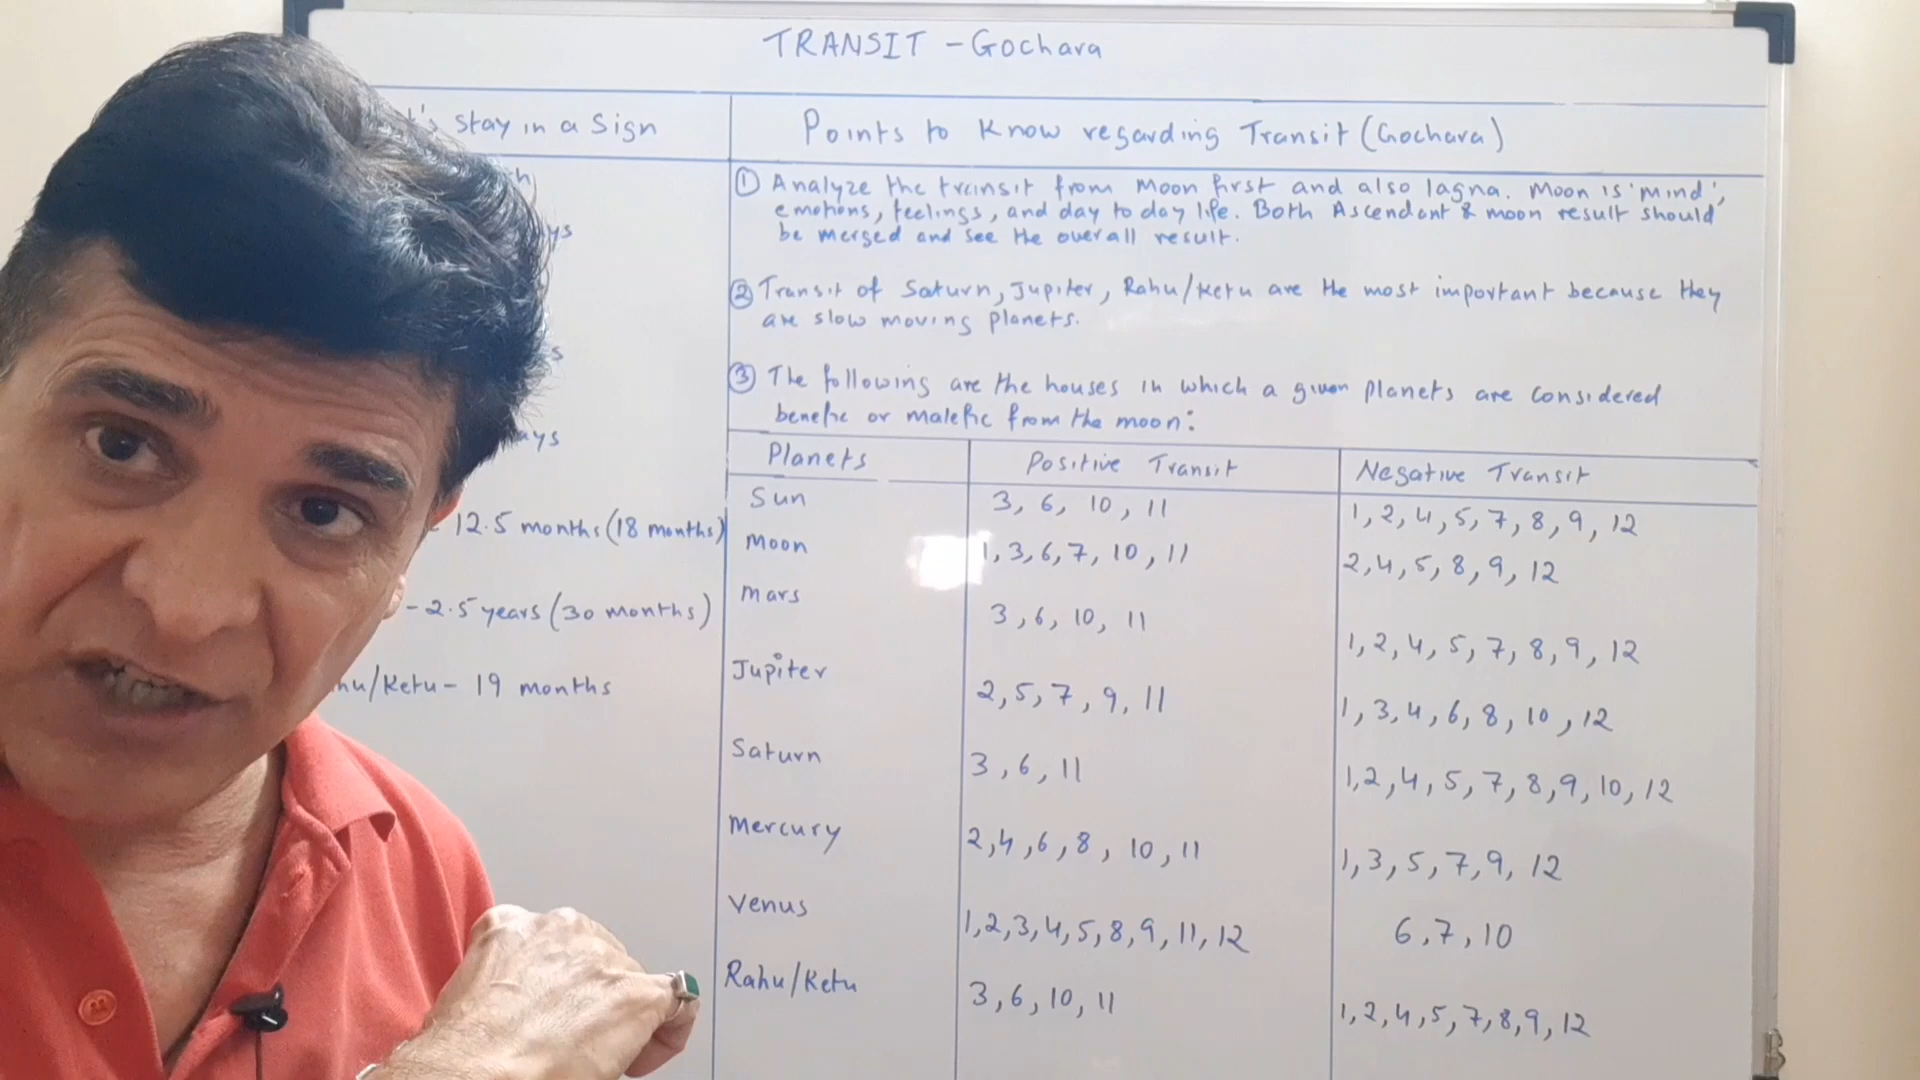 TRANSIT - Gochara
Stay in a Sign
Points to Know regarding Transit (Gochara)
① Analyze the transit from Moon first and also lagna. Moon is 'mind',
emotions, feelings, and day to day life. Both Ascendant & moon result should
be merged and see the overall result.
② Transit of Saturn, Jupiter, Rahu/Ketu are the most important because they
are slow moving planets.
③ The following are the houses in which a given planets are considered
benefic or malefic from the moon:
12.5 months (18 months)
- 2.5 years (30 months)
/Ketu - 19 months
Planets Positive Transit Negative Transit
Sun 3, 6, 10, 11 1, 2, 4, 5, 7, 8, 9, 12
Moon 1, 3, 6, 7, 10, 11 2, 4, 5, 8, 9, 12
Mars 3, 6, 10, 11 1, 2, 4, 5, 7, 8, 9, 12
Jupiter 2, 5, 7, 9, 11 1, 3, 4, 6, 8, 10, 12
Saturn 3, 6, 11 1, 2, 4, 5, 7, 8, 9, 10, 12
Mercury 2, 4, 6, 8, 10, 11 1, 3, 5, 7, 9, 12
Venus 1, 2, 3, 4, 5, 8, 9, 11, 12 6, 7, 10
Rahu/Ketu 3, 6, 10, 11 1, 2, 4, 5, 7, 8, 9, 12